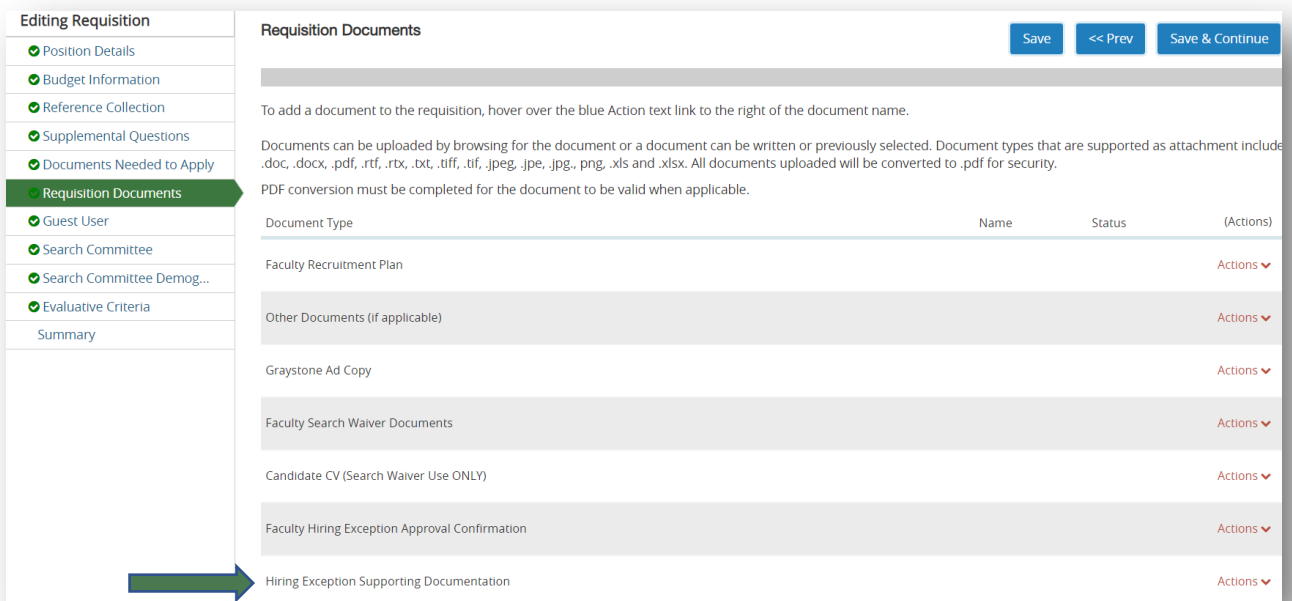 Editing Requisition
Position Details
Budget Information
Reference Collection
Supplemental Questions
Documents Needed to Apply
Requisition Documents
Guest User
Search Committee
Search Committee Demog...
Evaluative Criteria
Summary
Requisition Documents
Save
<< Prev
Save & Continue
To add a document to the requisition, hover over the blue Action text link to the right of the document name.
Documents can be uploaded by browsing for the document or a document can be written or previously selected. Document types that are supported as attachment include
.doc, .docx, .pdf, .rtf, .rtx, .txt, .tiff, .tif, .jpeg, .jpe, .jpg., png, .xls and .xlsx. All documents uploaded will be converted to .pdf for security.
PDF conversion must be completed for the document to be valid when applicable.
Document Type Name Status (Actions)
Faculty Recruitment Plan Actions
Other Documents (if applicable) Actions
Graystone Ad Copy Actions
Faculty Search Waiver Documents Actions
Candidate CV (Search Waiver Use ONLY) Actions
Faculty Hiring Exception Approval Confirmation Actions
Hiring Exception Supporting Documentation Actions